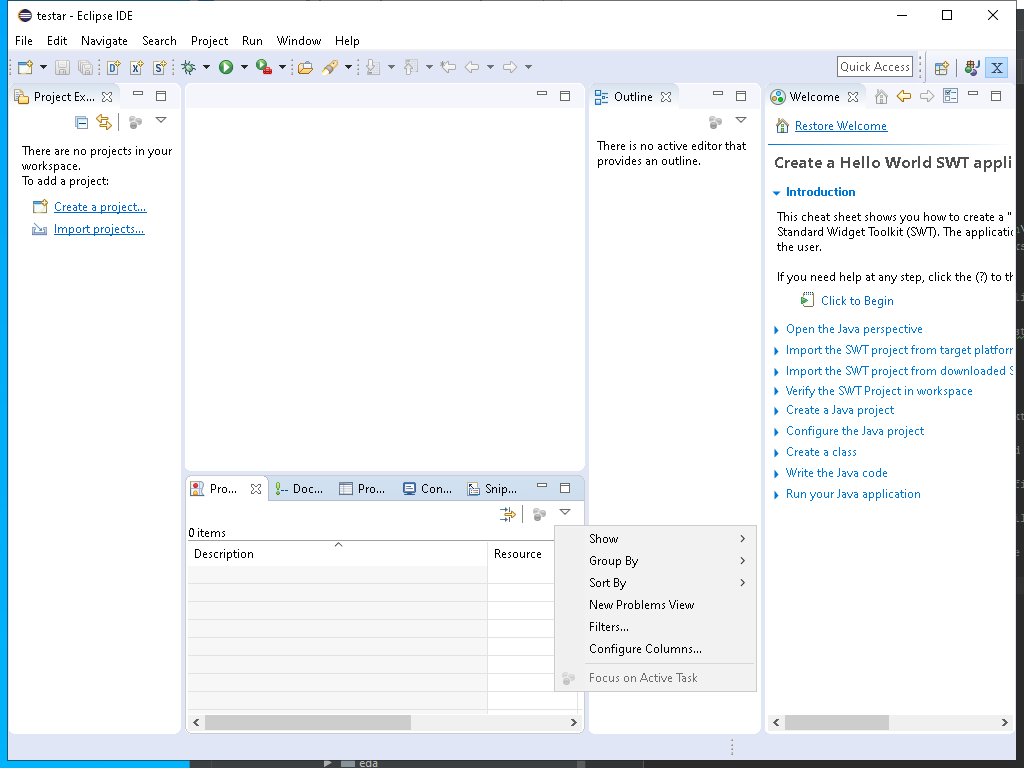 testar - Eclipse IDE
File Edit Navigate Search Project Run Window Help
Quick Access
Project Ex...
There are no projects in your
workspace.
To add a project:
Create a project...
Import projects...
Outline
There is no active editor that
provides an outline.
Welcome
Restore Welcome
Create a Hello World SWT appli
Introduction
This cheat sheet shows you how to create a "
Standard Widget Toolkit (SWT). The applicatio
the user.
If you need help at any step, click the (?) to th
Click to Begin
Open the Java perspective
Import the SWT project from target platform
Import the SWT project from downloaded S
Verify the SWT Project in workspace
Create a Java project
Configure the Java project
Create a class
Write the Java code
Run your Java application
Pro... Doc... Pro... Con... Snip...
0 items
Description Resource
Show
Group By
Sort By
New Problems View
Filters...
Configure Columns...
Focus on Active Task
eda